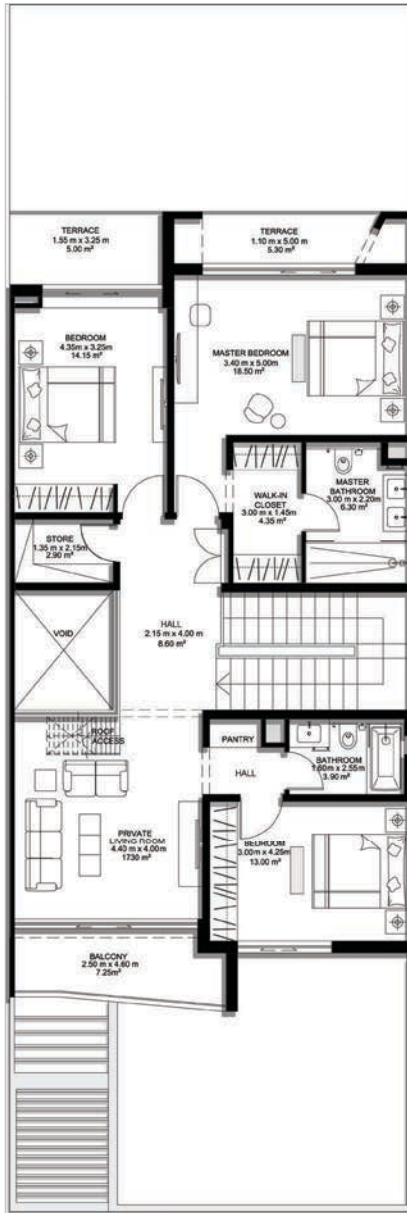 TERRACE
1.55 m x 3.25 m
5.00 m²
TERRACE
1.10 m x 5.00 m
5.30 m²
BEDROOM
4.35m x 3.25m
14.15 m²
MASTER BEDROOM
3.40 m x 5.00m
18.50 m²
WALK-IN
CLOSET
3.00 m x 1.45m
4.35 m²
MASTER
BATHROOM
3.00 m x 2.20m
6.30 m²
STORE
1.35 m x 2.15m
2.90 m²
VOID
HALL
2.15 m x 4.00 m
8.60 m²
ROOF
ACCESS
PANTRY
HALL
BATHROOM
1.60m x 2.55m
3.90 m²
PRIVATE
LIVING ROOM
4.40 m x 4.00m
1730 m²
BEDROOM
3.00m x 4.25m
13.00 m²
BALCONY
2.50 m x 4.60 m
7.25m²